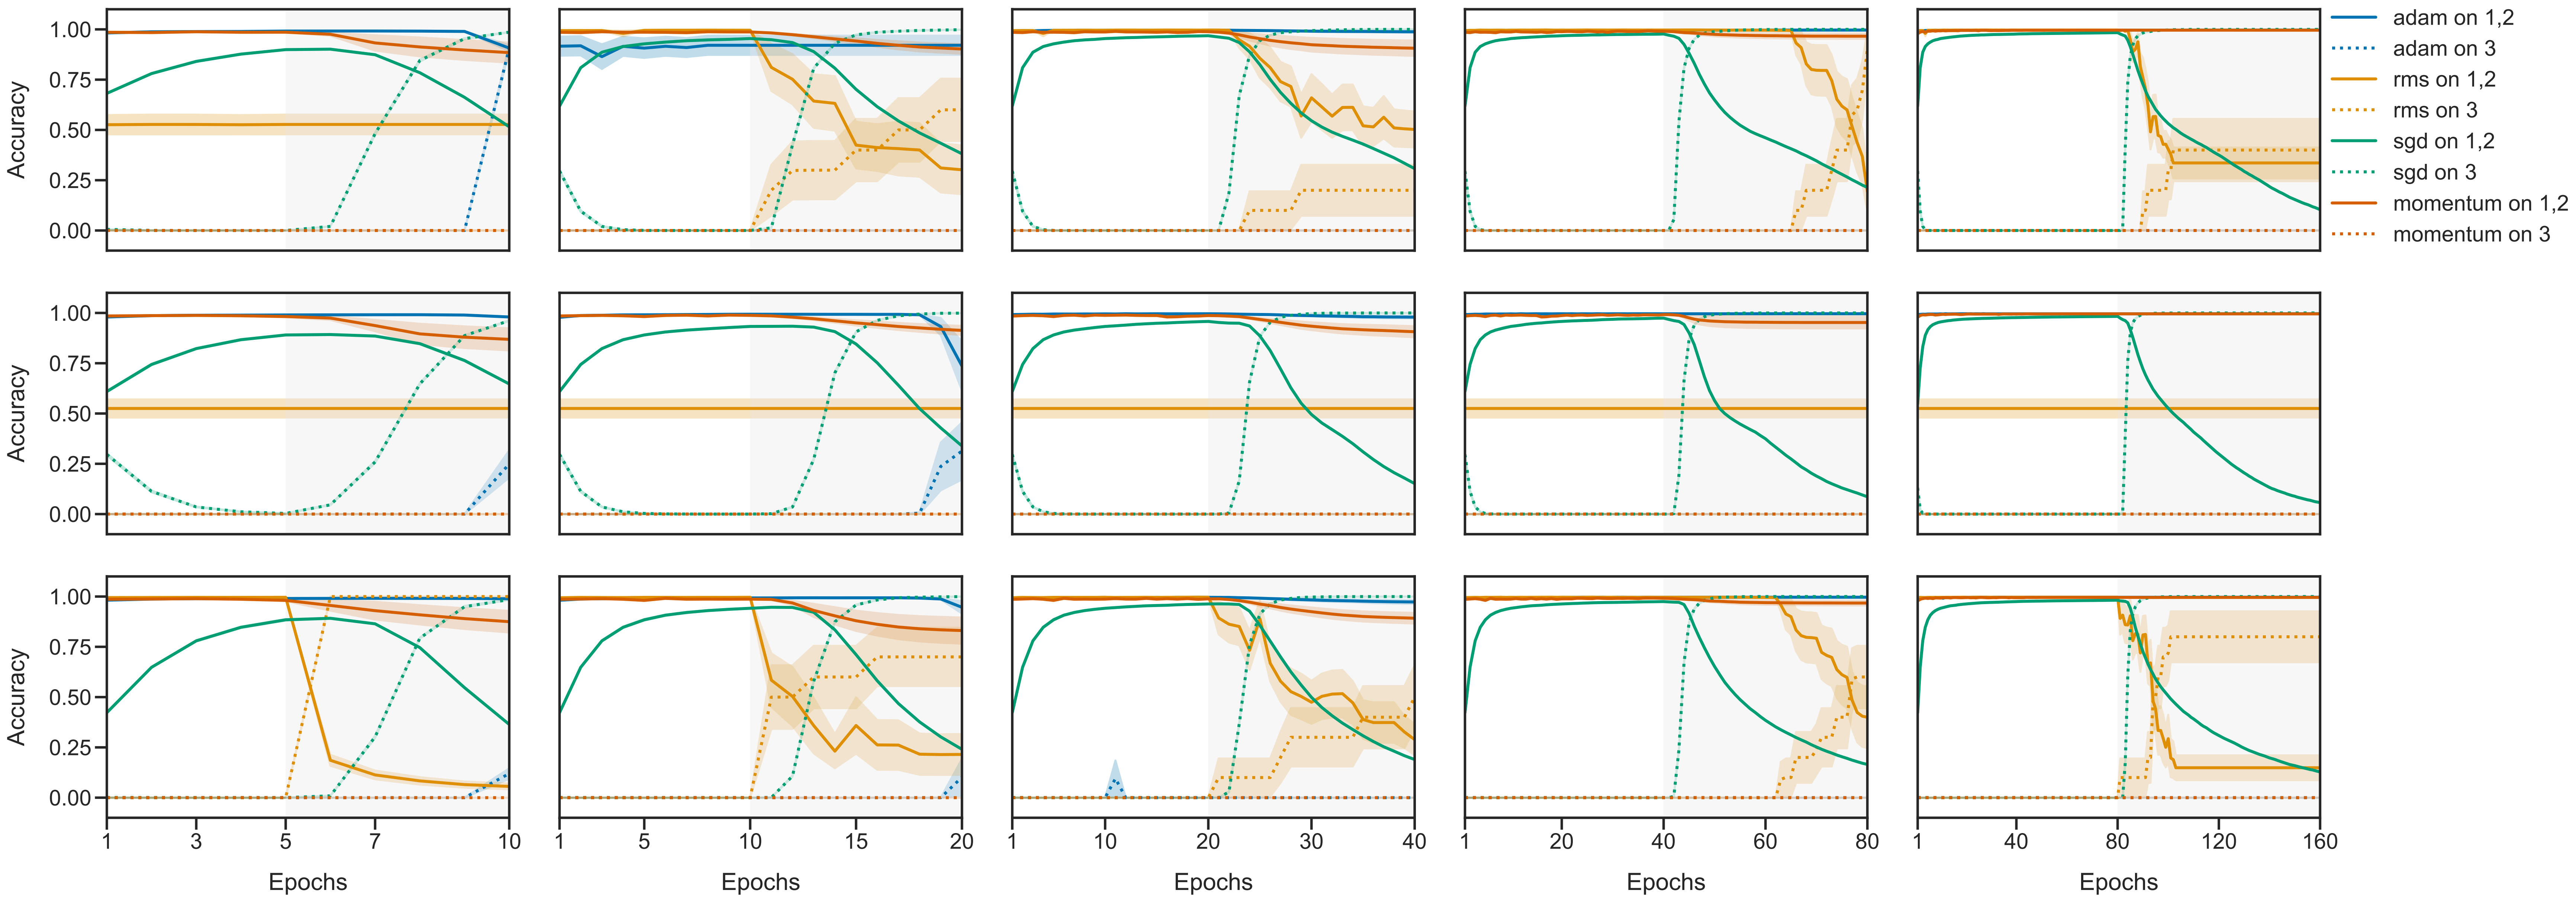 Accuracy
1.00
0.75
0.50
0.25
0.00
adam on 1,2
adam on 3
rms on 1,2
rms on 3
sgd on 1,2
sgd on 3
momentum on 1,2
momentum on 3
Accuracy
1.00
0.75
0.50
0.25
0.00
Accuracy
1.00
0.75
0.50
0.25
0.00
1 3 5 7 10
1 5 10 15 20
1 10 20 30 40
1 20 40 60 80
1 40 80 120 160
Epochs Epochs Epochs Epochs Epochs